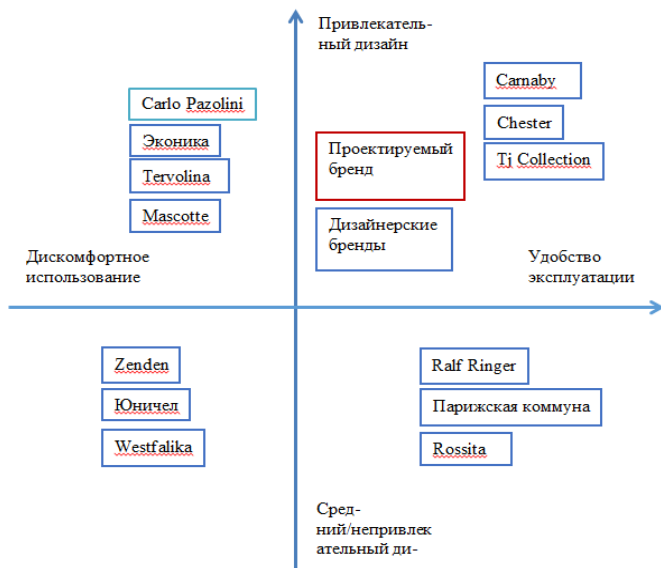 Привлекатель-
ный дизайн
Carnaby
Carlo Pazolini
Chester
Эконика
Проектируемый
бренд
Tj Collection
Tervolina
Mascotte
Дизайнерские
бренды
Дискомфортное
использование
Удобство
эксплуатации
Zenden
Ralf Ringer
Юничел
Парижская коммуна
Westfalika
Rossita
Сред-
ний/непривлек
ательный ди-